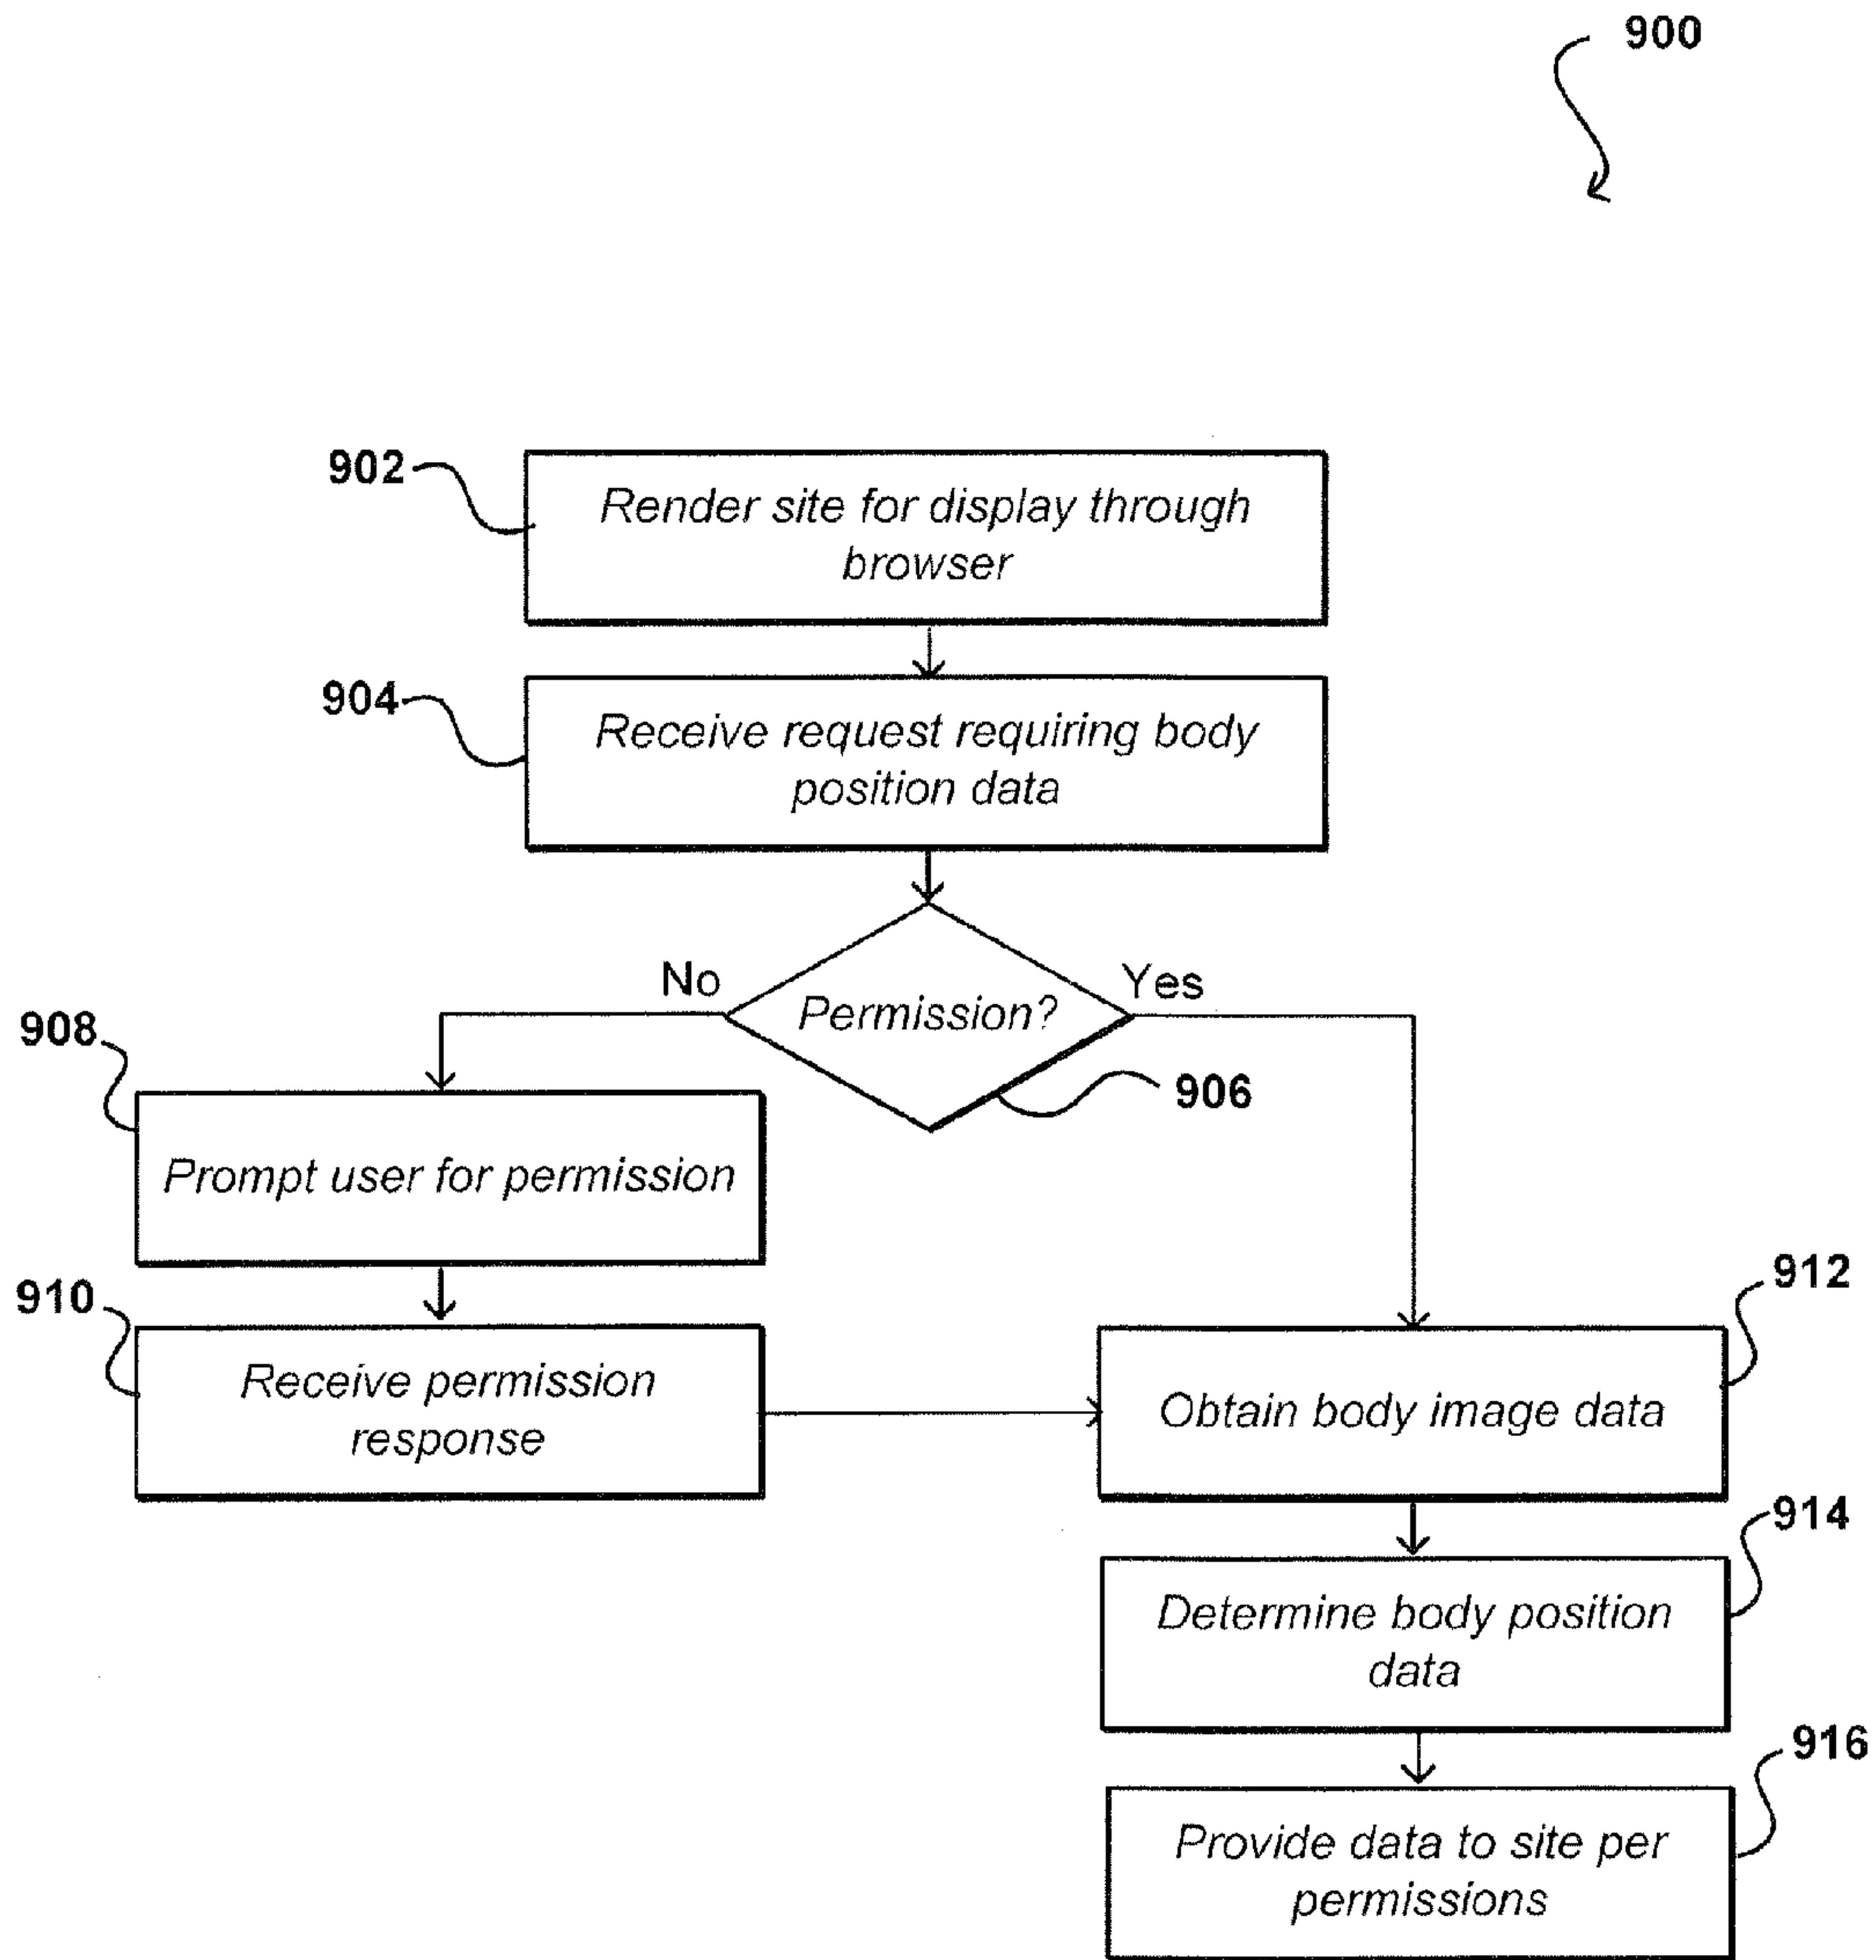 900
902
Render site for display through
browser
904
Receive request requiring body
position data
No
Yes
Permission?
906
908
Prompt user for permission
910
Receive permission
response
912
Obtain body image data
914
Determine body position
data
916
Provide data to site per
permissions